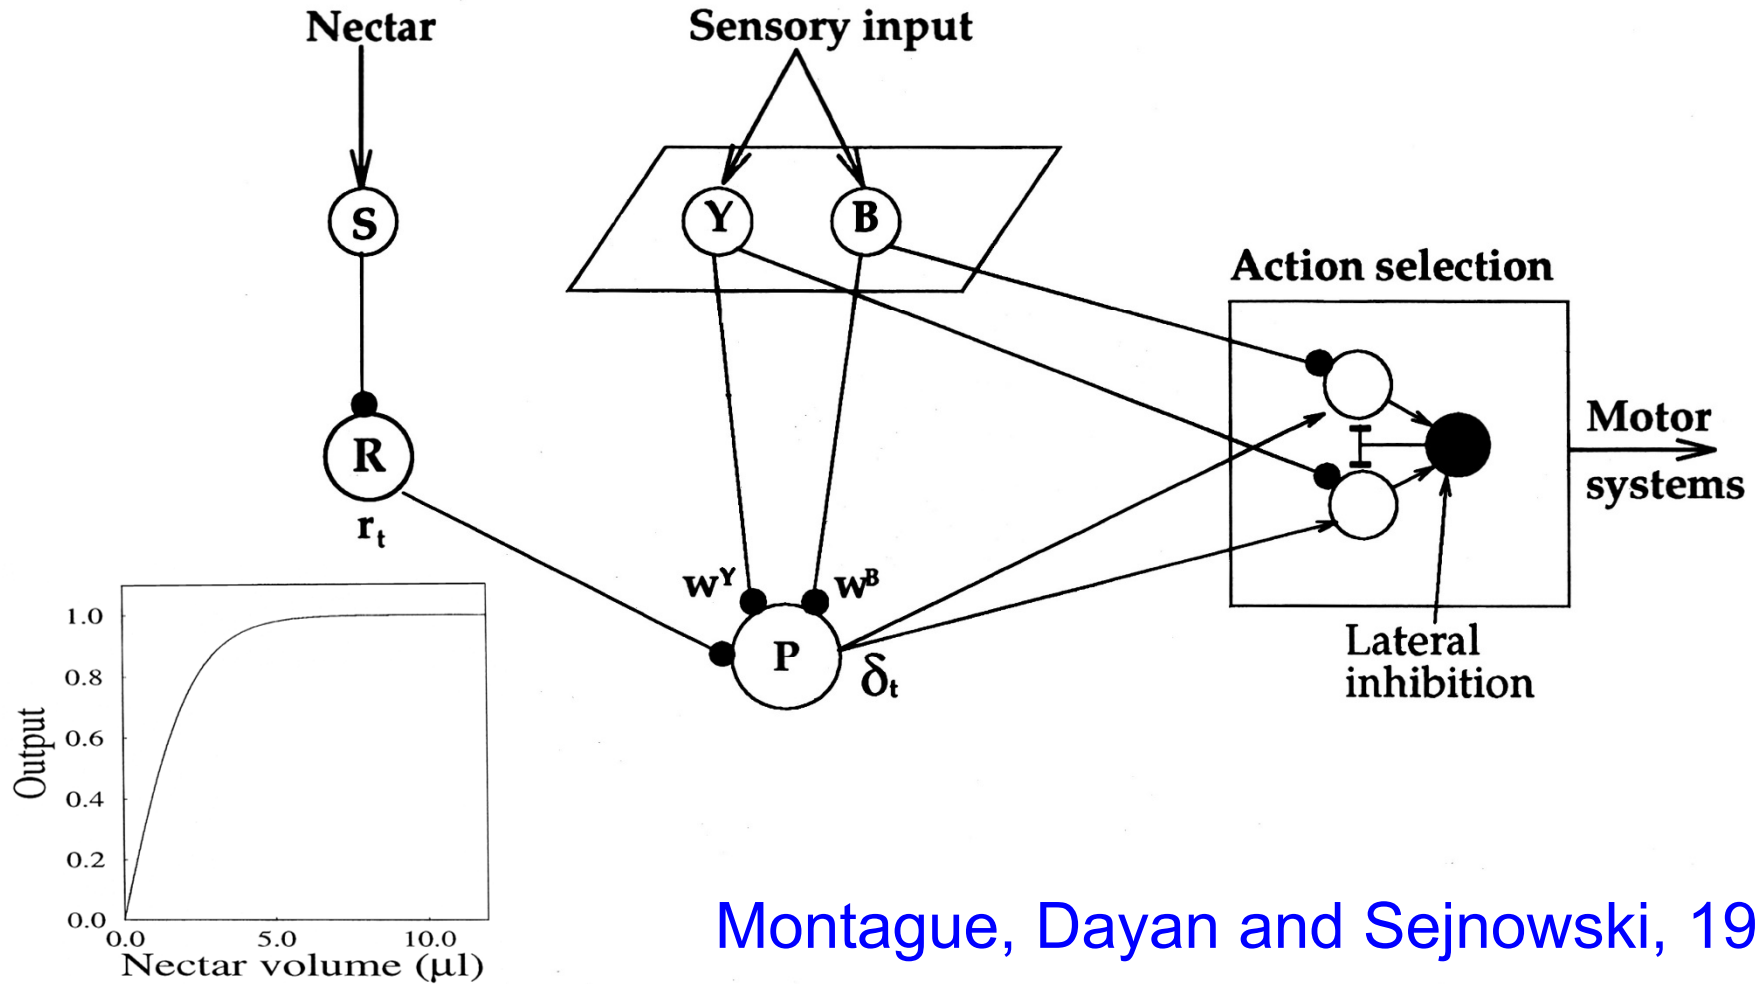 Nectar
Sensory input
S
Y
B
Action selection
R
r_t
Motor
systems
w^Y
w^B
P
δ_t
Lateral
inhibition
1.0
0.8
0.6
0.4
0.2
0.0
Output
0.0 5.0 10.0
Nectar volume (μl)
Montague, Dayan and Sejnowski, 19